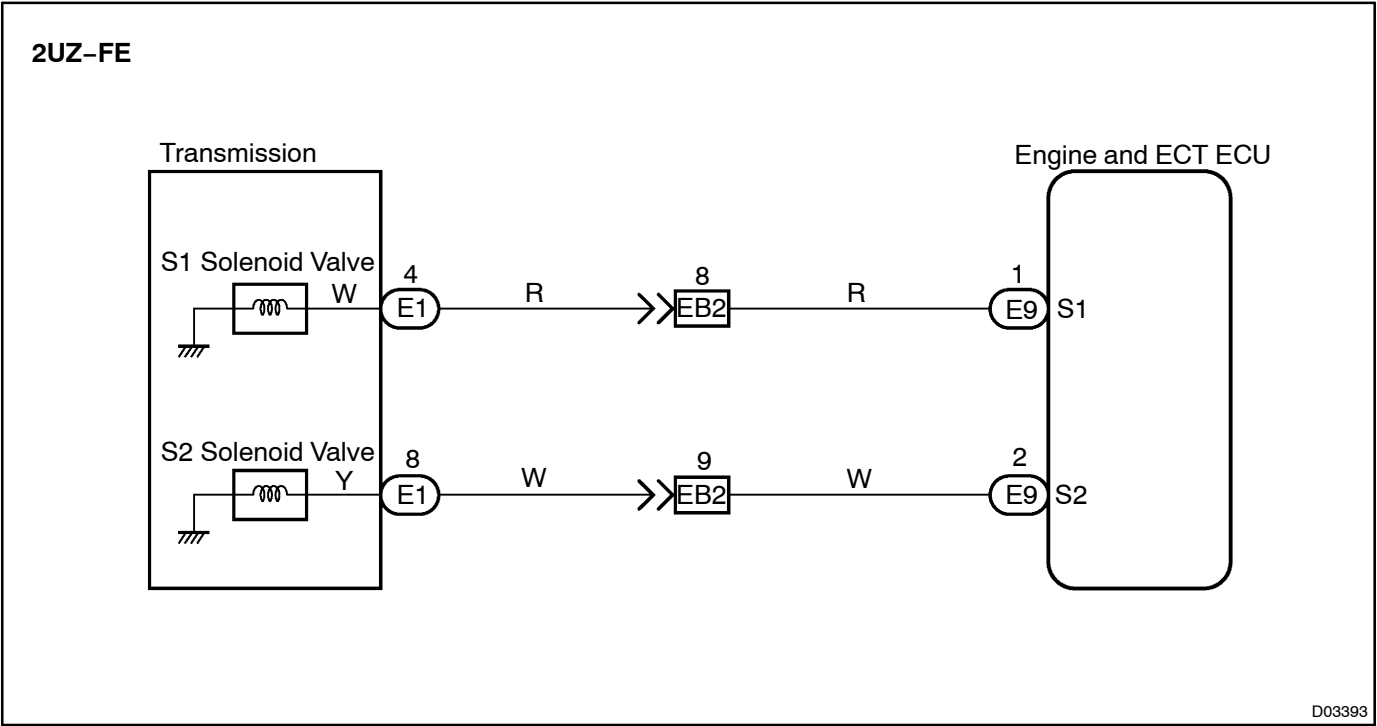 2UZ–FE
Transmission
Engine and ECT ECU
S1 Solenoid Valve
W
4
E1
R
8
EB2
R
1
E9
S1
S2 Solenoid Valve
Y
8
E1
W
9
EB2
W
2
E9
S2
D03393